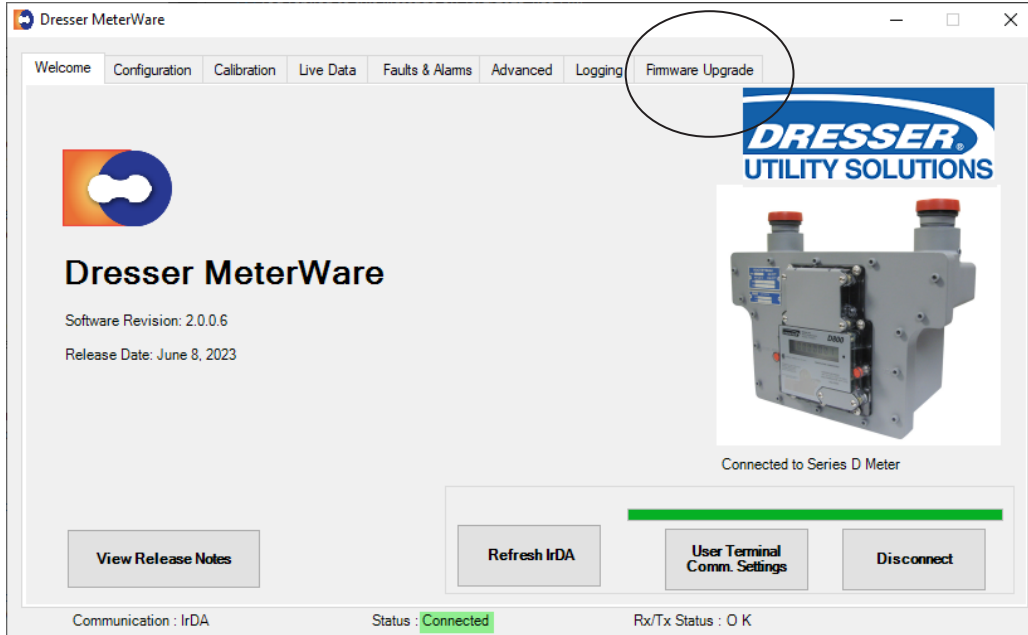 Dresser MeterWare
Welcome Configuration Calibration Live Data Faults & Alarms Advanced Logging Firmware Upgrade
DRESSER®
UTILITY SOLUTIONS
Dresser MeterWare
Software Revision: 2.0.0.6
Release Date: June 8, 2023
D800
Connected to Series D Meter
View Release Notes
Refresh IrDA
User Terminal
Comm. Settings
Disconnect
Communication : IrDA Status : Connected Rx/Tx Status : O K